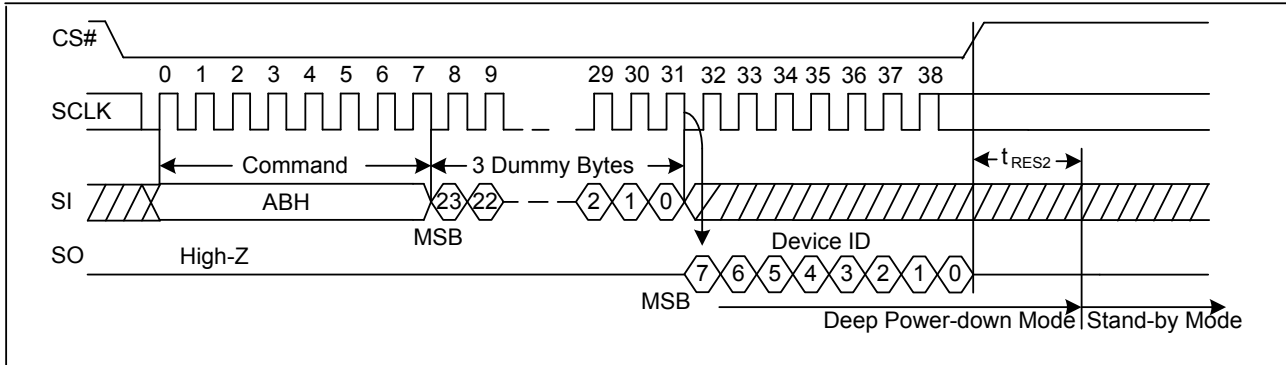 CS#
0 1 2 3 4 5 6 7 8 9 29 30 31 32 33 34 35 36 37 38
SCLK
Command 3 Dummy Bytes tRES2
SI ABH 23 22 2 1 0
MSB Device ID
SO High-Z
7 6 5 4 3 2 1 0
MSB
Deep Power-down Mode Stand-by Mode